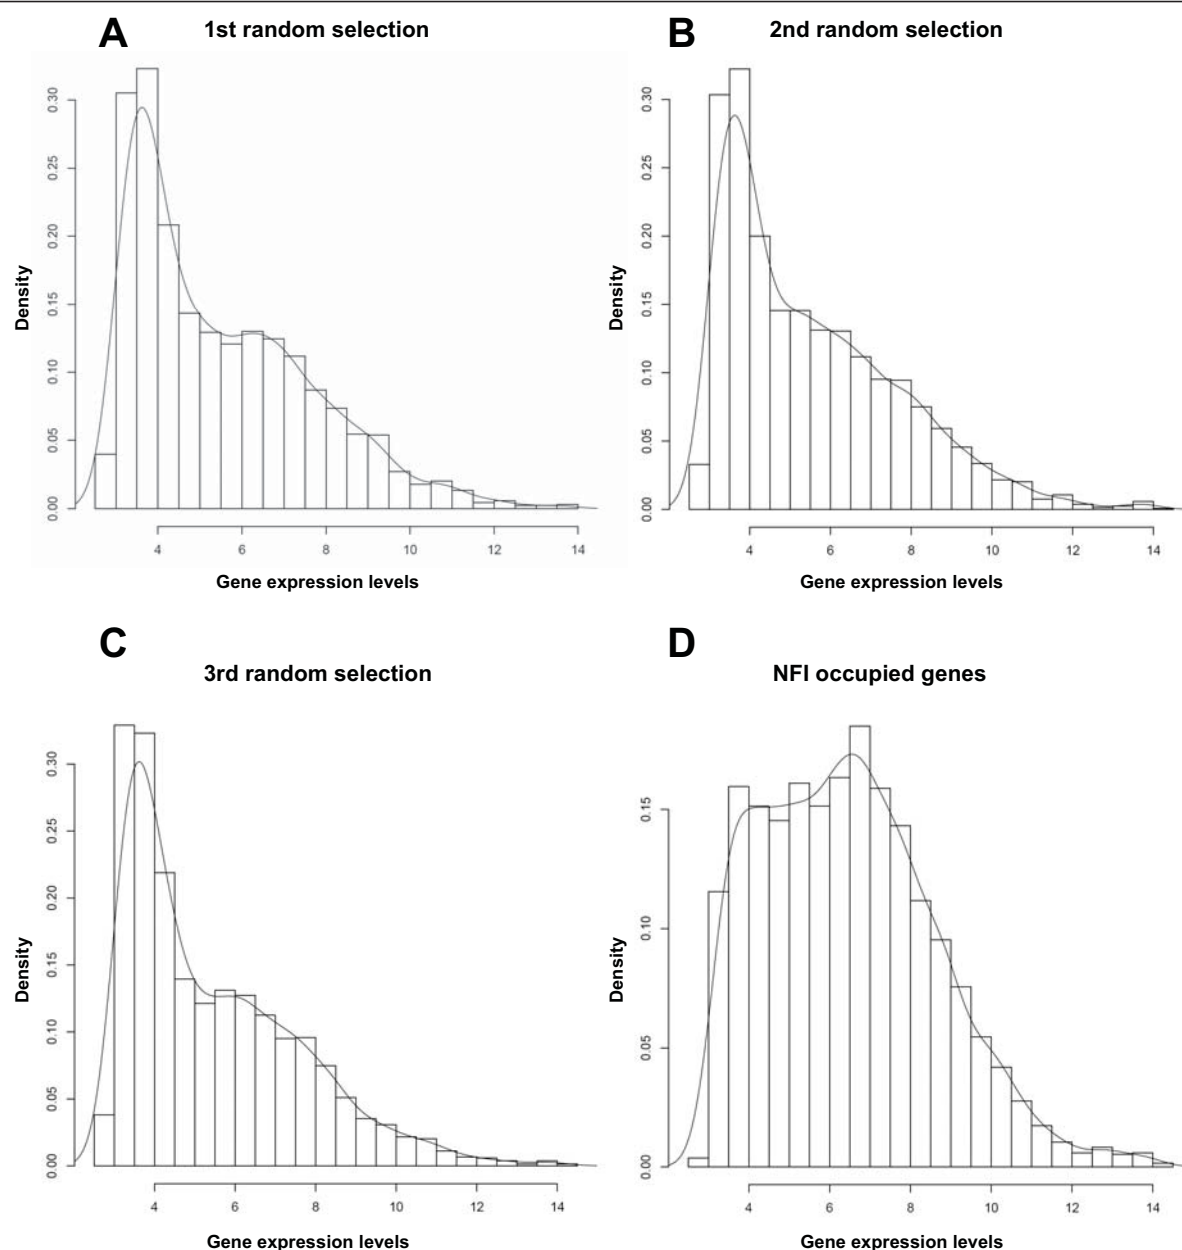 A
1st random selection
Density
0.00 0.05 0.10 0.15 0.20 0.25 0.30
4 6 8 10 12 14
Gene expression levels
B
2nd random selection
Density
0.00 0.05 0.10 0.15 0.20 0.25 0.30
4 6 8 10 12 14
Gene expression levels
C
3rd random selection
Density
0.00 0.05 0.10 0.15 0.20 0.25 0.30
4 6 8 10 12 14
Gene expression levels
D
NFI occupied genes
Density
0.00 0.05 0.10 0.15
4 6 8 10 12 14
Gene expression levels